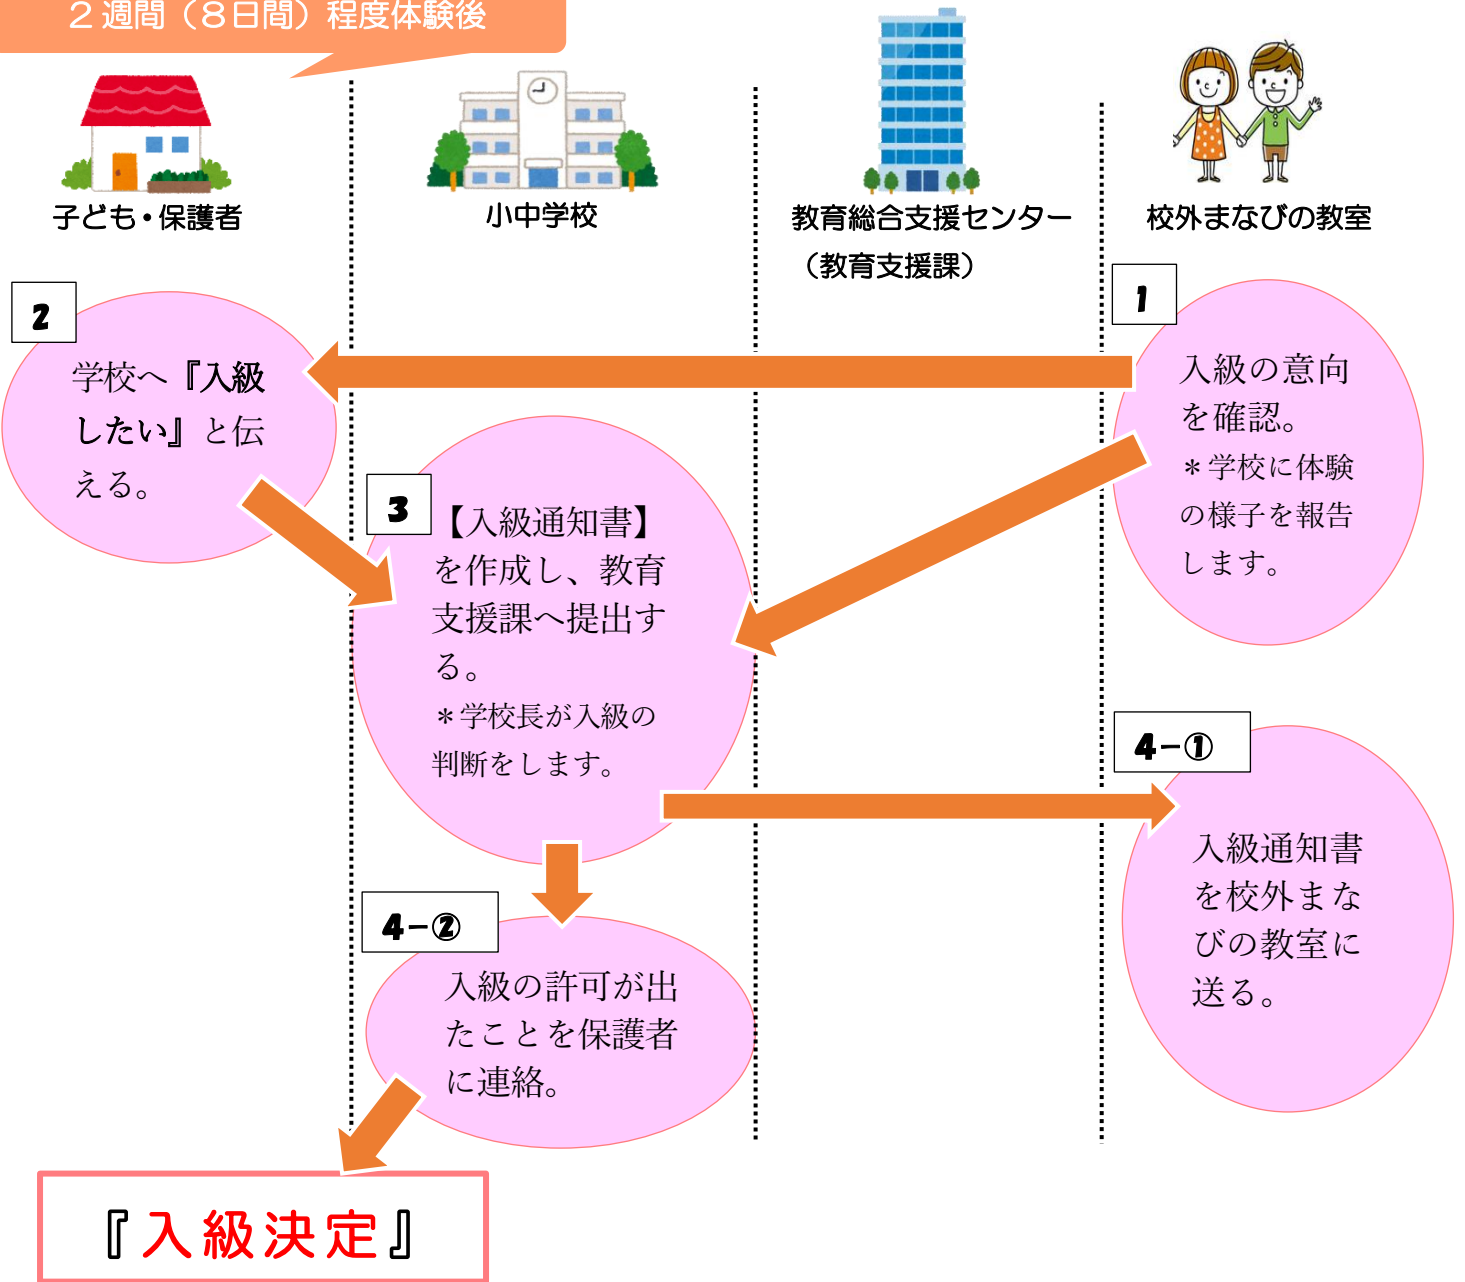 ２週間（８日間）程度体験後
子ども・保護者
小中学校
教育総合支援センター
（教育支援課）
校外まなびの教室
1
入級の意向
を確認。
＊学校に体験
の様子を報告
します。
2
学校へ『入級
したい』と伝
える。
3
【入級通知書】
を作成し、教育
支援課へ提出す
る。
＊学校長が入級の
判断をします。
4-①
入級通知書
を校外まな
びの教室に
送る。
4-②
入級の許可が出
たことを保護者
に連絡。
『入級決定』